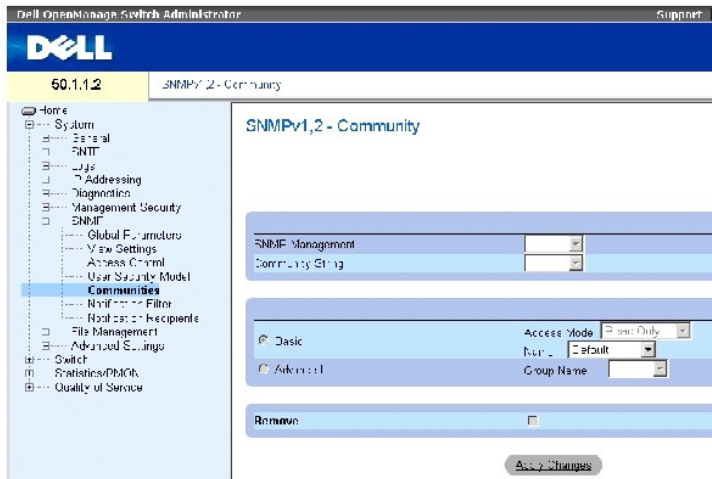 Dell OpenManage Switch Administrator
Support
DELL
50.1.1.2
SNMPv1,2 - Community
Home
System
General
SNTP
Logs
IP Addressing
Diagnostics
Management Security
SNMP
Global Parameters
View Settings
Access Control
User Security Model
Communities
Notification Filter
Notification Recipients
File Management
Advanced Settings
Switch
Statistics/RMON
Quality of Service
SNMPv1,2 - Community
SNMP Management
Community String
Basic
Access Mode Read Only
Name Default
Advanced
Group Name
Remove
Apply Changes